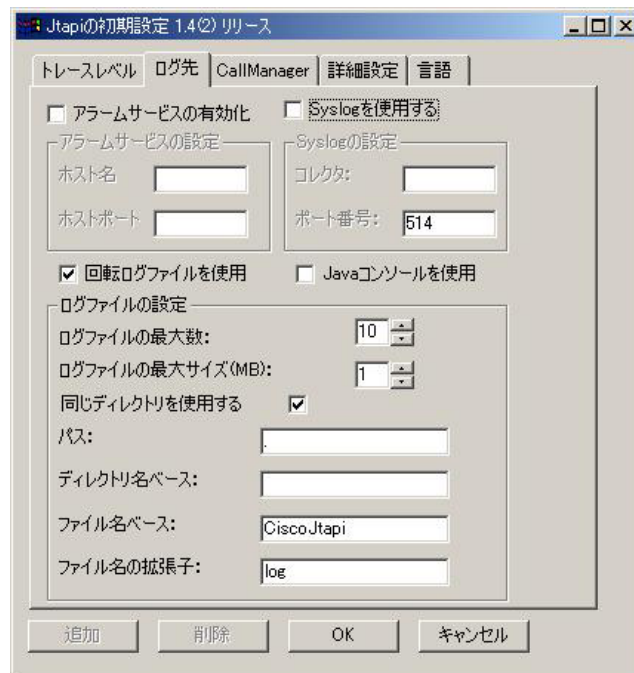 Jtapiの初期設定 1.4(2) リリース
トレースレベル ログ先 CallManager 詳細設定 言語
アラームサービスの有効化 Syslogを使用する
アラームサービスの設定 Syslogの設定
ホスト名 コレクタ:
ホストポート ポート番号: 514
回転ログファイルを使用 Javaコンソールを使用
ログファイルの設定
ログファイルの最大数: 10
ログファイルの最大サイズ(MB): 1
同じディレクトリを使用する
パス: .
ディレクトリ名ベース:
ファイル名ベース: CiscoJtapi
ファイル名の拡張子: log
追加 削除 OK キャンセル